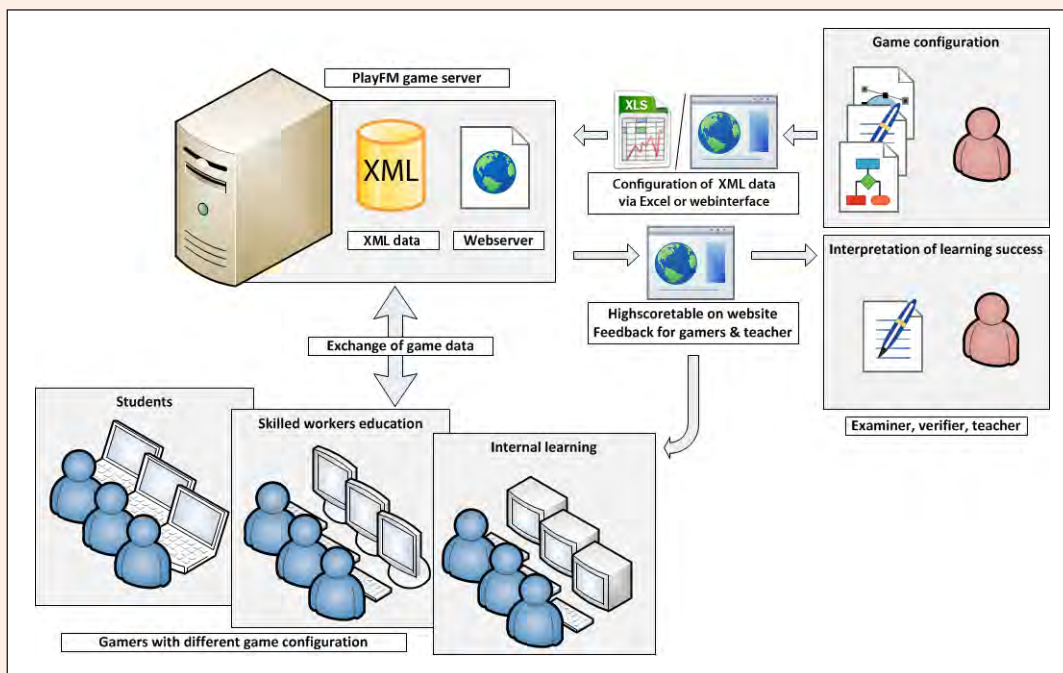 Game configuration
PlayFM game server
XLS
XML
Configuration of XML data
via Excel or webinterface
XML data
Webserver
Interpretation of learning success
Highscoretable on website
Feedback for gamers & teacher
Exchange of game data
Students
Skilled workers education
Internal learning
Examiner, verifier, teacher
Gamers with different game configuration